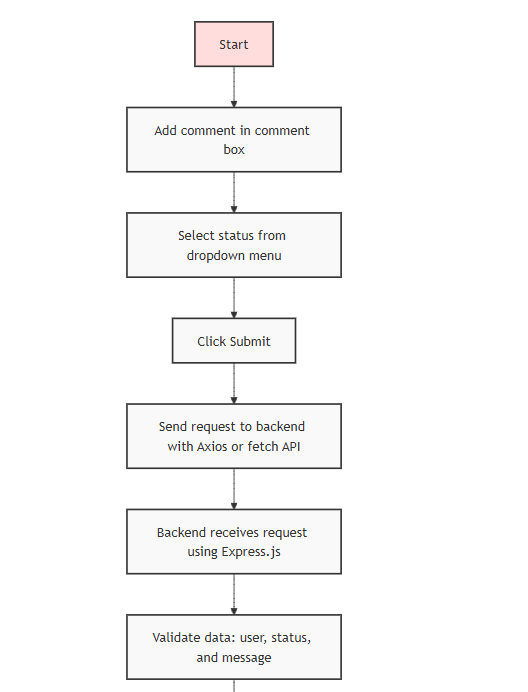 Start
Add comment in comment
box
Select status from
dropdown menu
Click Submit
Send request to backend
with Axios or fetch API
Backend receives request
using Express.js
Validate data: user, status,
and message